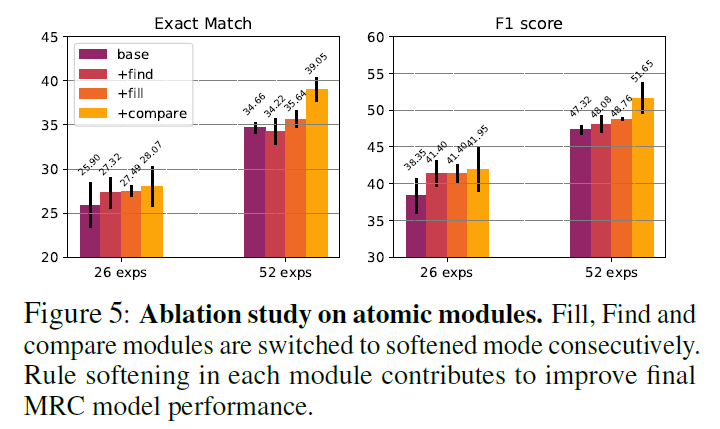 Exact Match
F1 score
45
40
35
30
25
20
base
+find
+fill
+compare
25.90
27.32
27.49
28.07
34.66
34.22
35.64
39.05
26 exps
52 exps
60
55
50
45
40
35
30
38.35
41.40
41.40
41.95
47.32
48.08
48.76
51.65
26 exps
52 exps
Figure 5: Ablation study on atomic modules. Fill, Find and
compare modules are switched to softened mode consecutively.
Rule softening in each module contributes to improve final
MRC model performance.